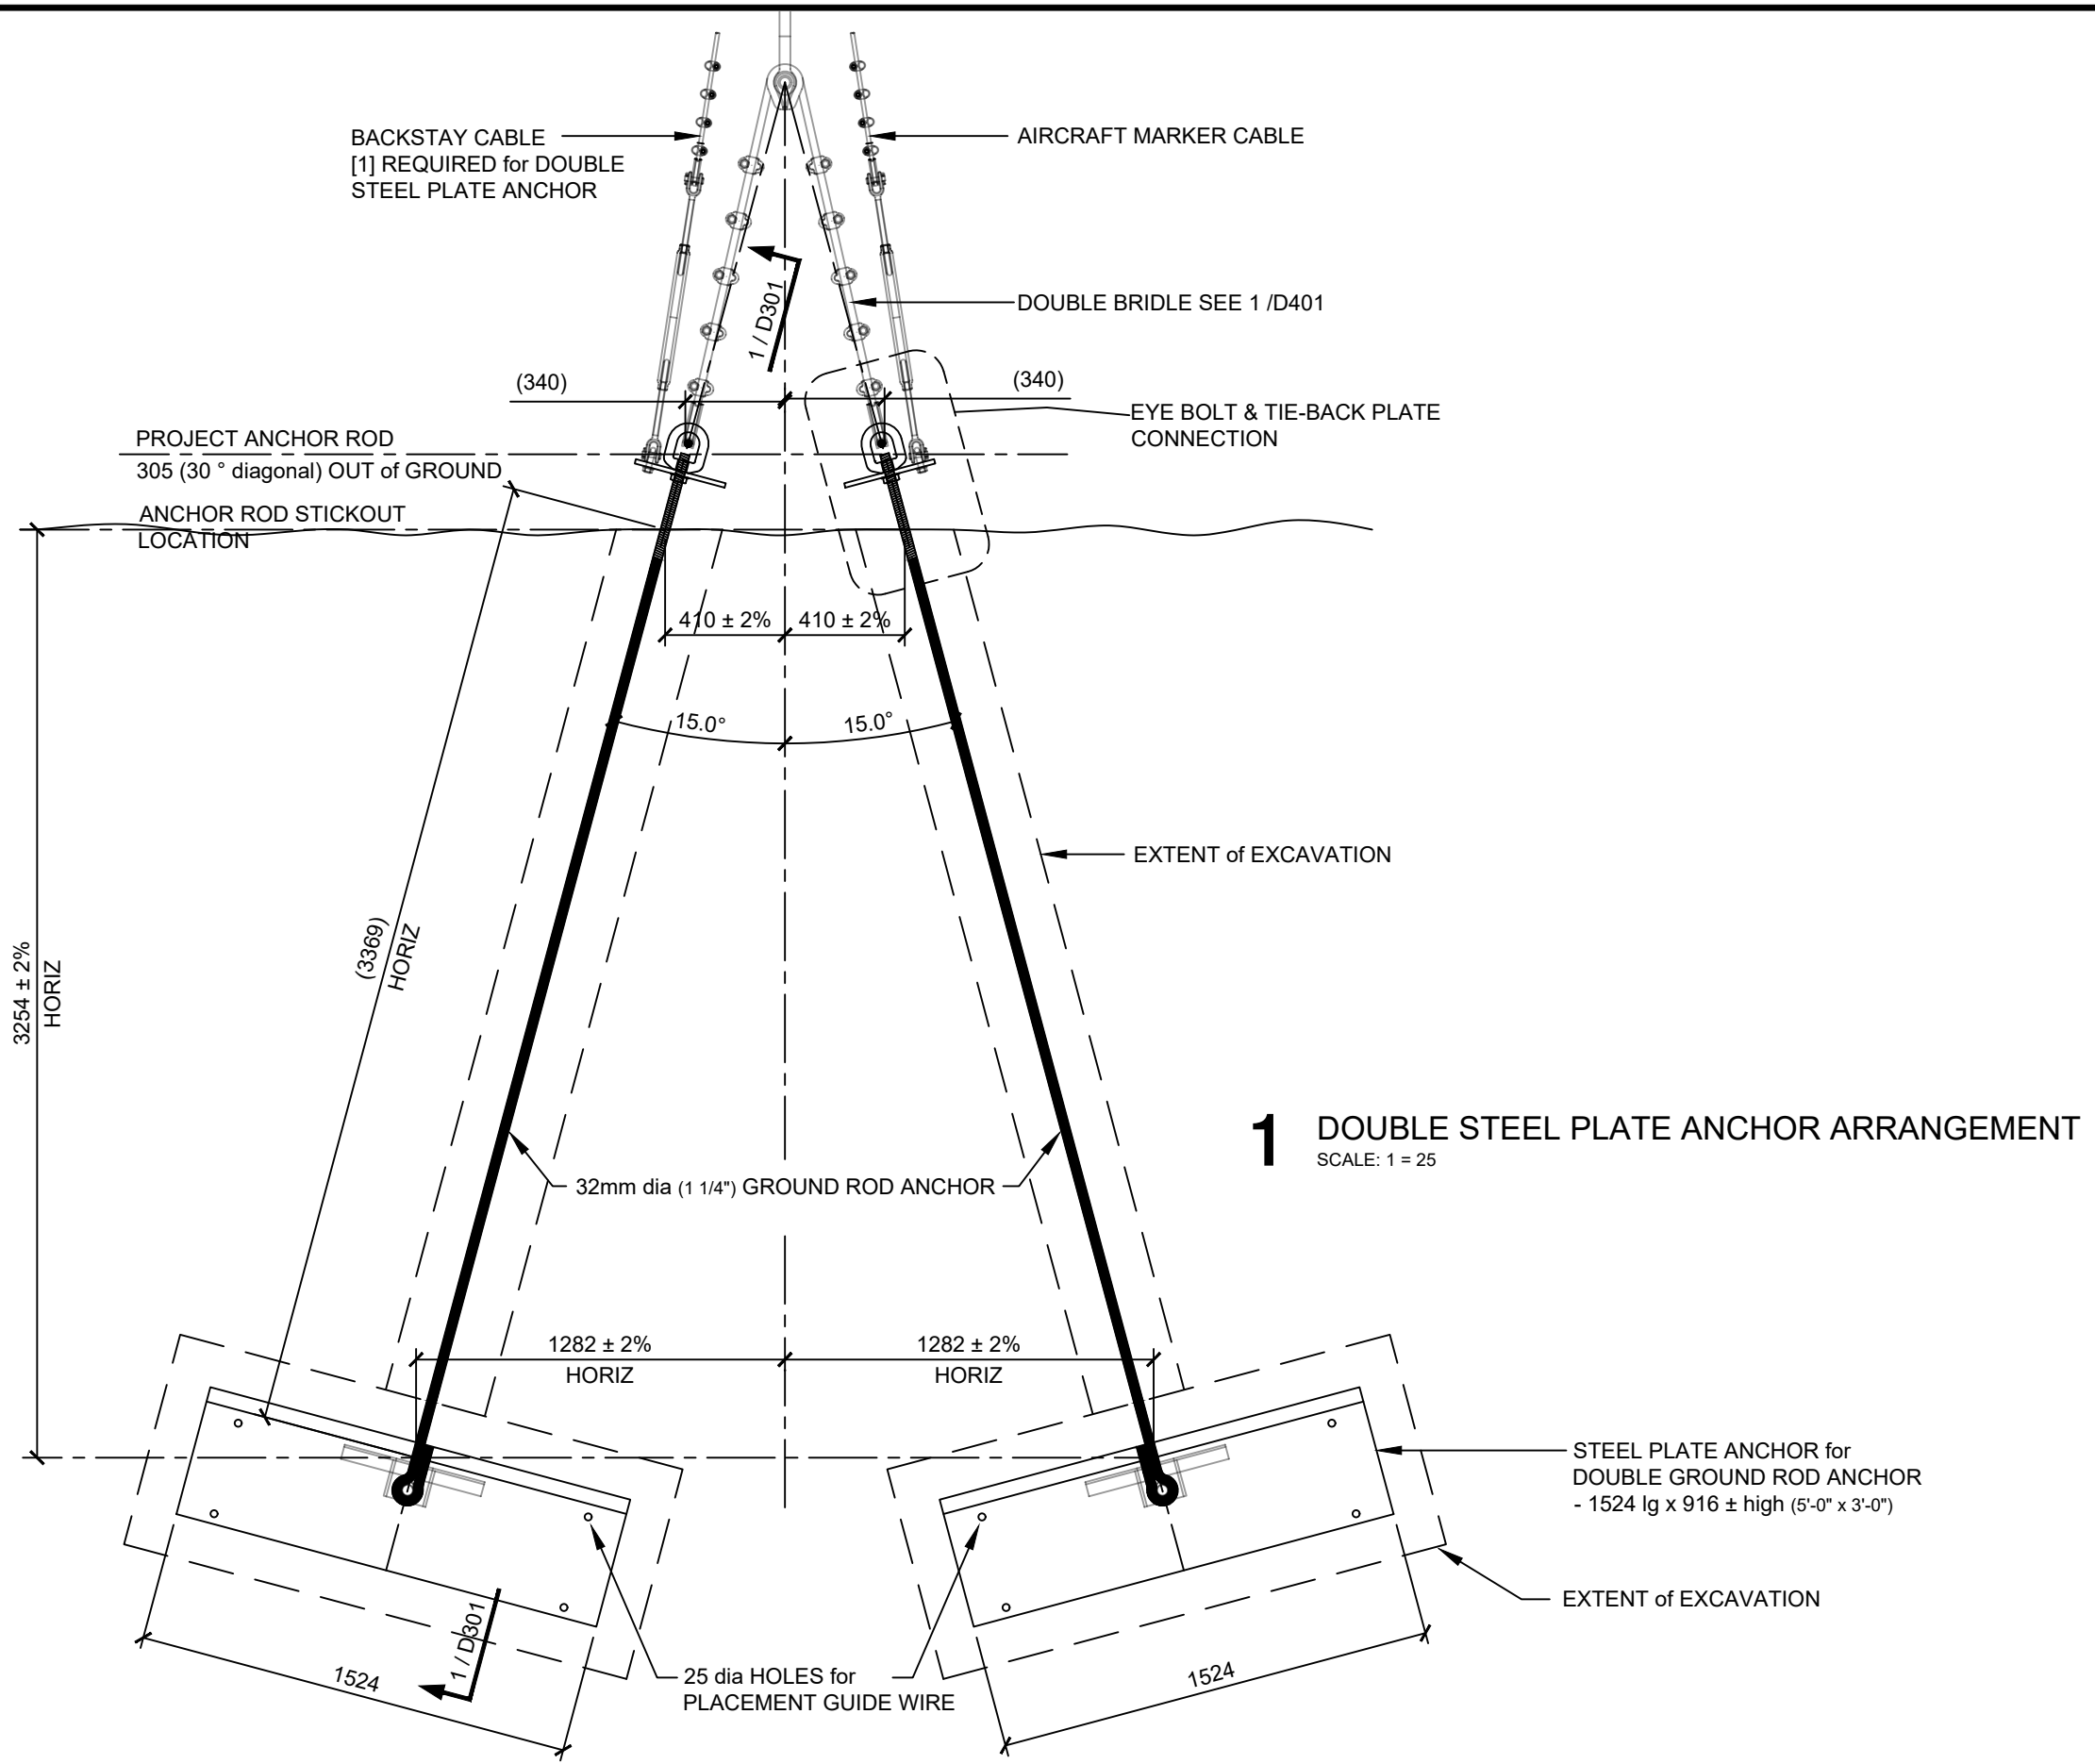 BACKSTAY CABLE
[1] REQUIRED for DOUBLE
STEEL PLATE ANCHOR
AIRCRAFT MARKER CABLE
1 / D301
DOUBLE BRIDLE SEE 1 /D401
(340)
(340)
EYE BOLT & TIE-BACK PLATE
CONNECTION
PROJECT ANCHOR ROD
305 (30 ° diagonal) OUT of GROUND
ANCHOR ROD STICKOUT
LOCATION
410 ± 2%
410 ± 2%
15.0°
15.0°
EXTENT of EXCAVATION
(3369)
HORIZ
3254 ± 2%
HORIZ
1 DOUBLE STEEL PLATE ANCHOR ARRANGEMENT
SCALE: 1 = 25
32mm dia (1 1/4") GROUND ROD ANCHOR
1282 ± 2%
HORIZ
1282 ± 2%
HORIZ
STEEL PLATE ANCHOR for
DOUBLE GROUND ROD ANCHOR
- 1524 lg x 916 ± high (5'-0" x 3'-0")
EXTENT of EXCAVATION
1 / D301
1524
25 dia HOLES for
PLACEMENT GUIDE WIRE
1524